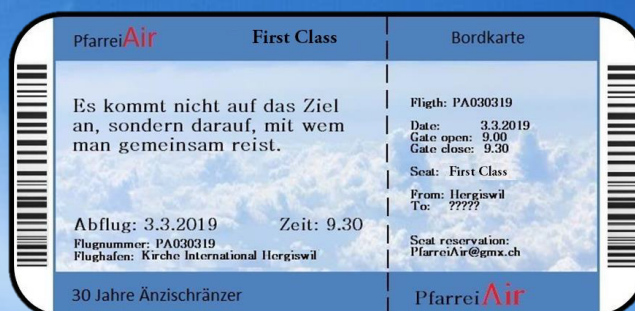 PfarreiAir
First Class
Es kommt nicht auf das Ziel
an, sondern darauf, mit wem
man gemeinsam reist.
Abflug: 3.3.2019 Zeit: 9.30
Flugnummer: PA030319
Flughafen: Kirche International Hergiswil
30 Jahre Änzischränzer
Bordkarte
Fligth: PA030319
Date: 3.3.2019
Gate open: 9.00
Gate close: 9.30
Seat: First Class
From: Hergiswil
To: ?????
Seat reservation:
PfarreiAir@gmx.ch
PfarreiAir